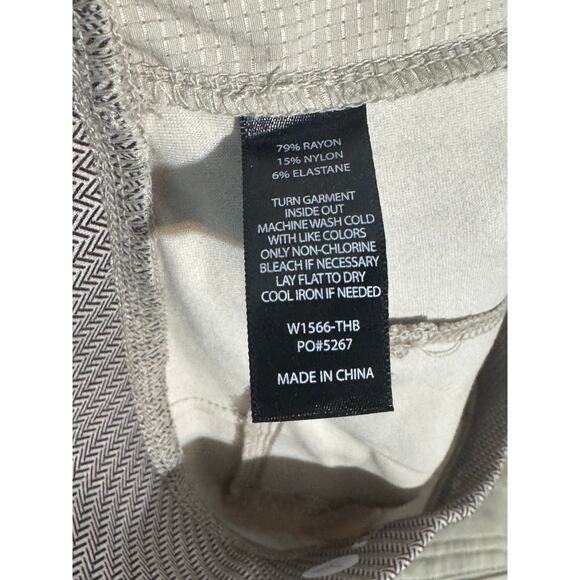 79% RAYON
15% NYLON
6% ELASTANE
TURN GARMENT
INSIDE OUT
MACHINE WASH COLD
WITH LIKE COLORS
ONLY NON-CHLORINE
BLEACH IF NECESSARY
LAY FLAT TO DRY
COOL IRON IF NEEDED
W1566-THB
PO#5267
MADE IN CHINA